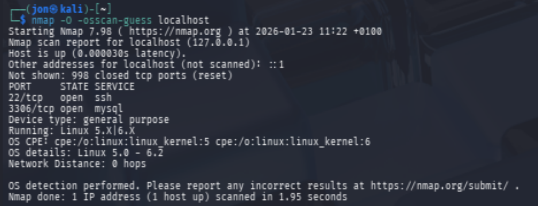 ┌──(jon㉿kali)-[~]
└─$ nmap -O -osscan-guess localhost
Starting Nmap 7.98 ( https://nmap.org ) at 2026-01-23 11:22 +0100
Nmap scan report for localhost (127.0.0.1)
Host is up (0.000030s latency).
Other addresses for localhost (not scanned): ::1
Not shown: 998 closed tcp ports (reset)
PORT     STATE SERVICE
22/tcp   open  ssh
3306/tcp open  mysql
Device type: general purpose
Running: Linux 5.X|6.X
OS CPE: cpe:/o:linux:linux_kernel:5 cpe:/o:linux:linux_kernel:6
OS details: Linux 5.0 - 6.2
Network Distance: 0 hops

OS detection performed. Please report any incorrect results at https://nmap.org/submit/ .
Nmap done: 1 IP address (1 host up) scanned in 1.95 seconds